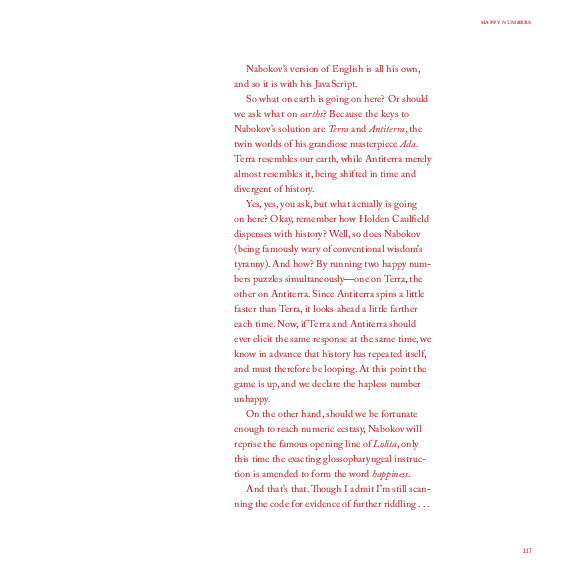 HAPPY NUMBERS
Nabokov's version of English is all his own,
and so it is with his JavaScript.
So what on earth is going on here? Or should
we ask what on earths? Because the keys to
Nabokov's solution are Terra and Antiterra, the
twin worlds of his grandiose masterpiece Ada.
Terra resembles our earth, while Antiterra merely
almost resembles it, being shifted in time and
divergent of history.
Yes, yes, you ask, but what actually is going
on here? Okay, remember how Holden Caulfield
dispenses with history? Well, so does Nabokov
(being famously wary of conventional wisdom's
tyranny). And how? By running two happy num-
bers puzzles simultaneously—one on Terra, the
other on Antiterra. Since Antiterra spins a little
faster than Terra, it looks ahead a little farther
each time. Now, if Terra and Antiterra should
ever elicit the same response at the same time, we
know in advance that history has repeated itself,
and must therefore be looping. At this point the
game is up, and we declare the hapless number
unhappy.
On the other hand, should we be fortunate
enough to reach numeric ecstasy, Nabokov will
reprise the famous opening line of Lolita, only
this time the exacting glossopharyngeal instruc-
tion is amended to form the word happiness.
And that's that. Though I admit I'm still scan-
ning the code for evidence of further riddling . . .
117